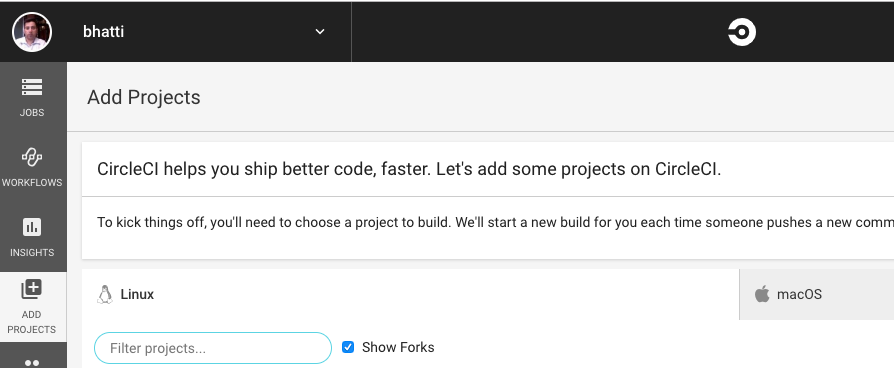 bhatti
JOBS
Add Projects
CircleCI helps you ship better code, faster. Let's add some projects on CircleCI.
WORKFLOWS
To kick things off, you'll need to choose a project to build. We'll start a new build for you each time someone pushes a new comm
INSIGHTS
Linux
macOS
ADD
PROJECTS
Filter projects...
Show Forks